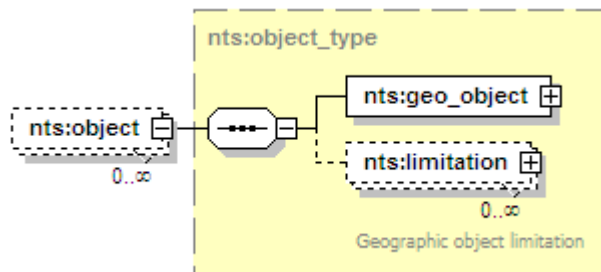 nts:object_type
nts:geo_object
nts:object
0..∞
nts:limitation
0..∞
Geographic object limitation